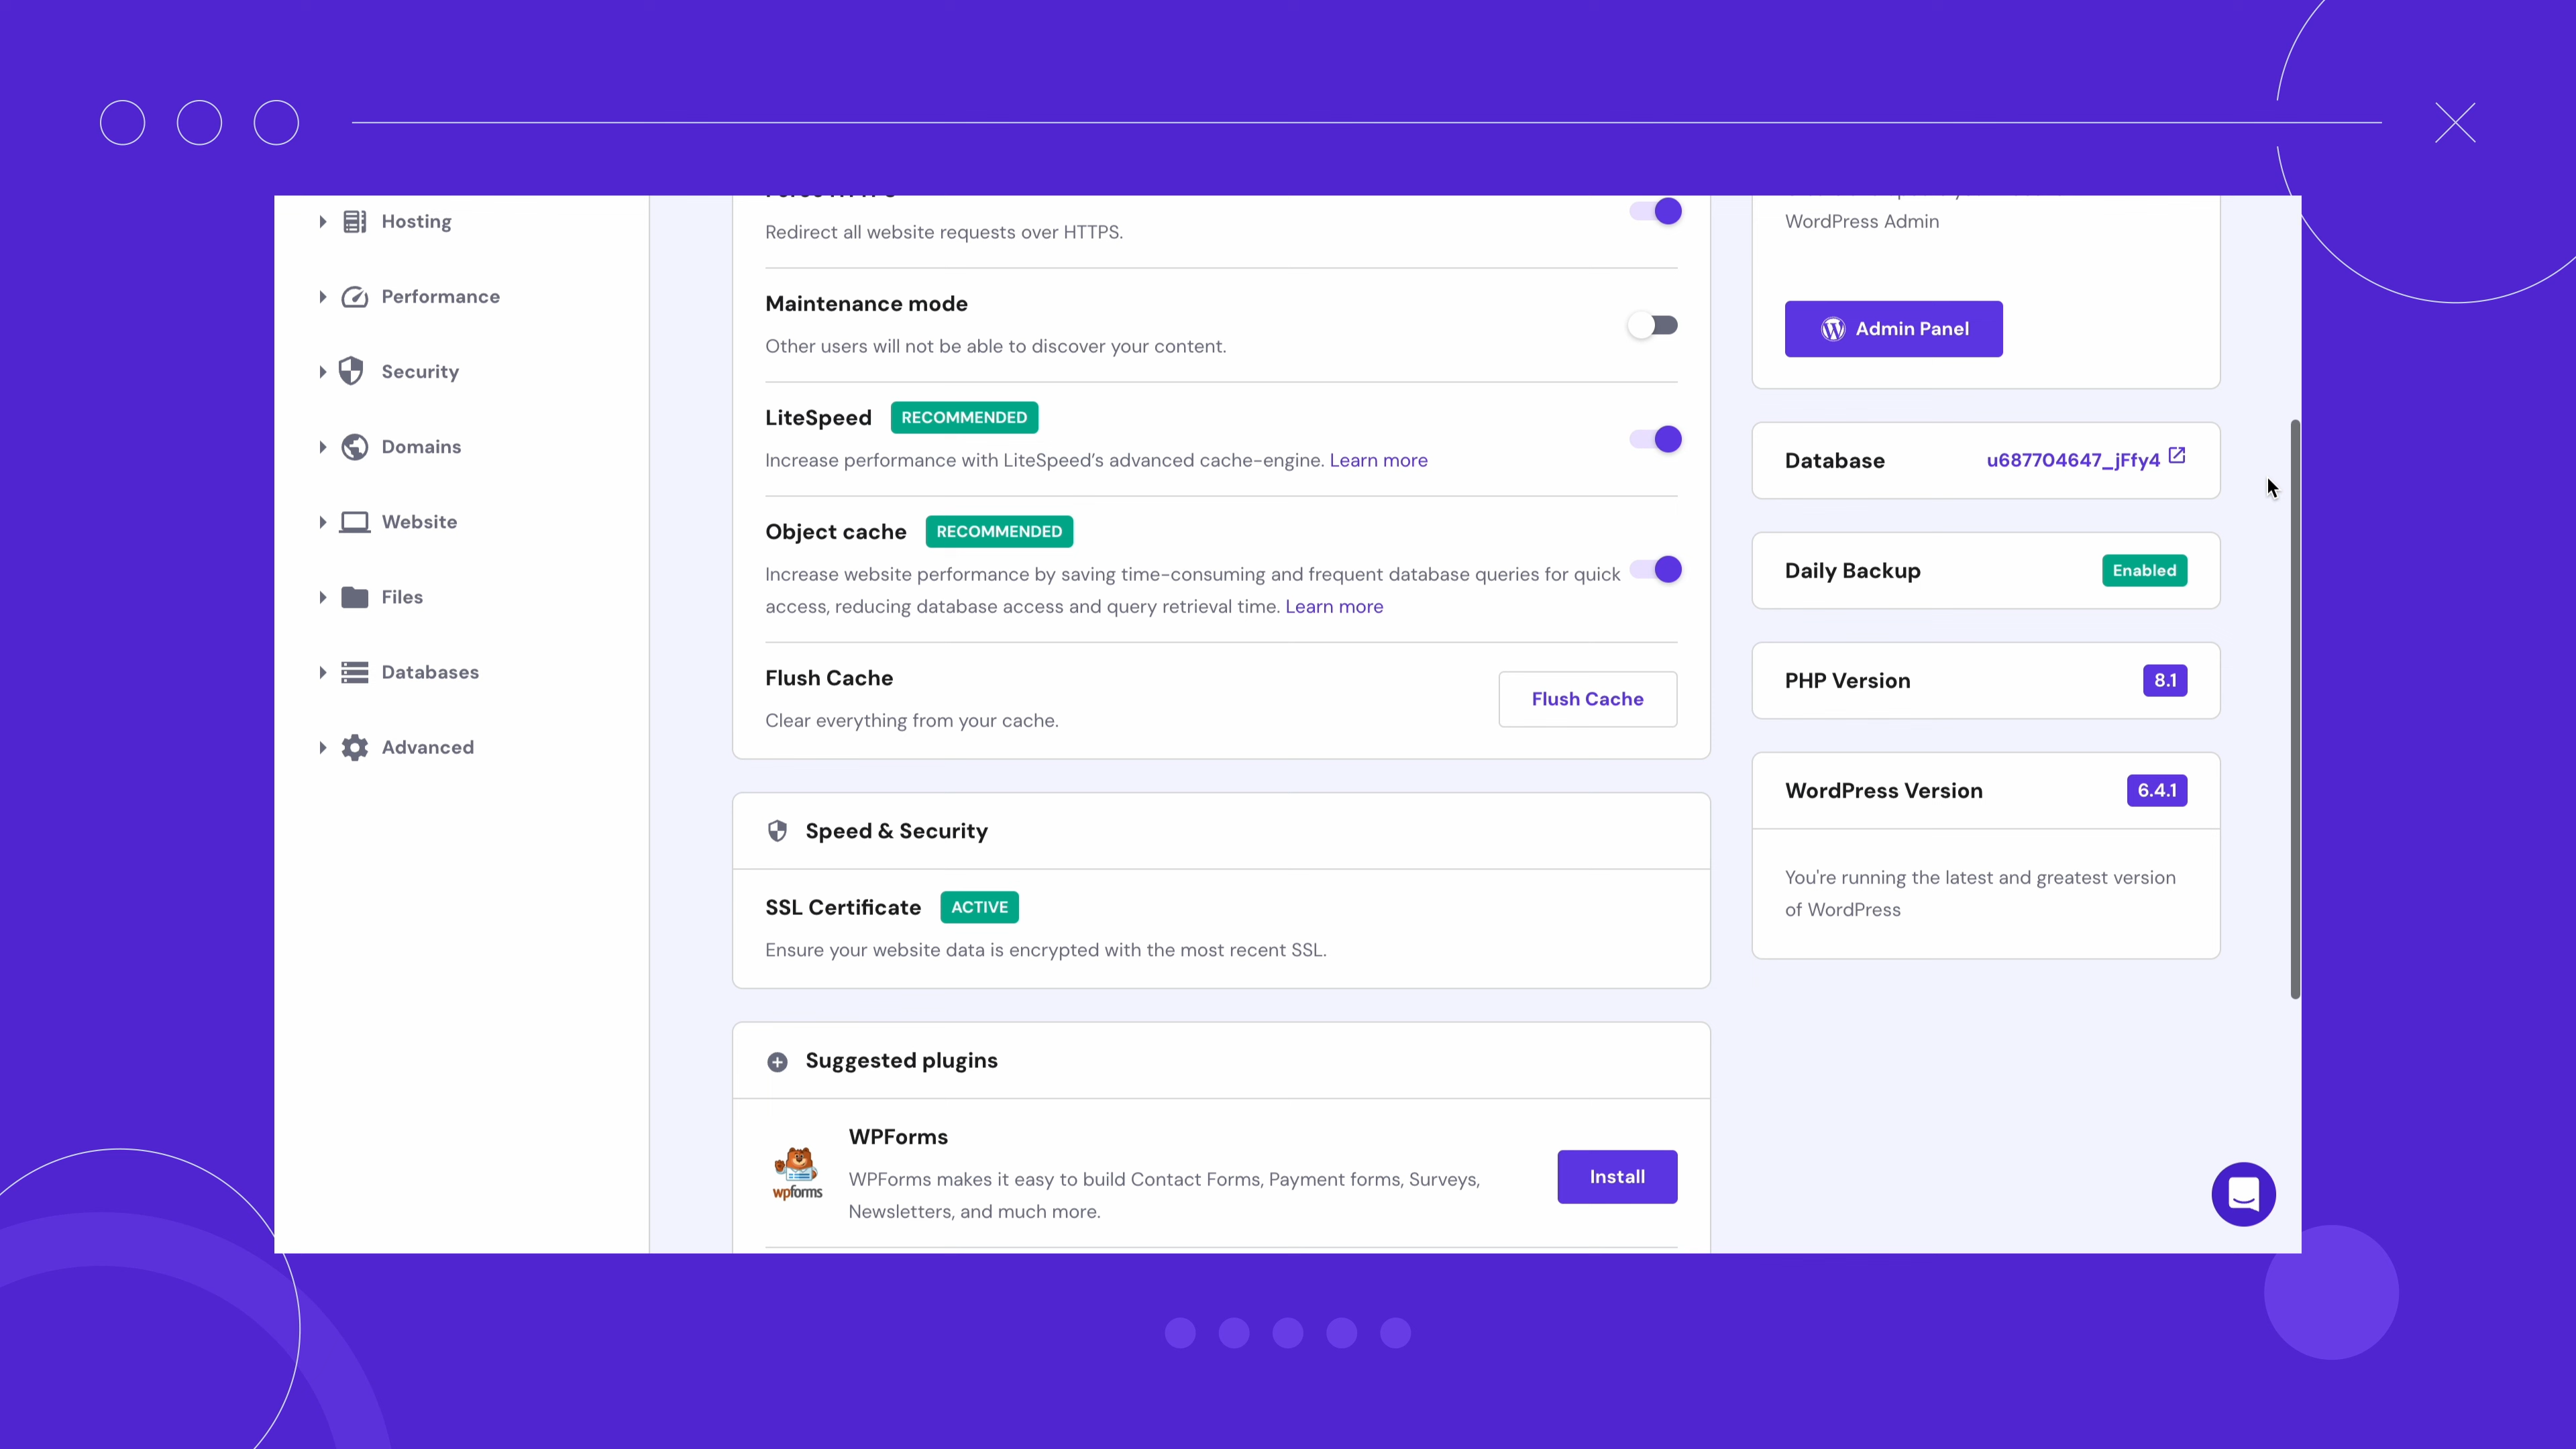 Hosting
Performance
Security
Domains
Website
Files
Databases
Advanced
Redirect all website requests over HTTPS.
Maintenance mode
Other users will not be able to discover your content.
LiteSpeed RECOMMENDED
Increase performance with LiteSpeed's advanced cache-engine. Learn more
Object cache RECOMMENDED
Increase website performance by saving time-consuming and frequent database queries for quick
access, reducing database access and query retrieval time. Learn more
Flush Cache
Clear everything from your cache.
Flush Cache
Speed & Security
SSL Certificate ACTIVE
Ensure your website data is encrypted with the most recent SSL.
Suggested plugins
wpforms
WPForms
WPForms makes it easy to build Contact Forms, Payment forms, Surveys,
Newsletters, and much more.
Install
WordPress Admin
Admin Panel
Database u687704647_jFfy4
Daily Backup Enabled
PHP Version 8.1
WordPress Version 6.4.1
You're running the latest and greatest version
of WordPress